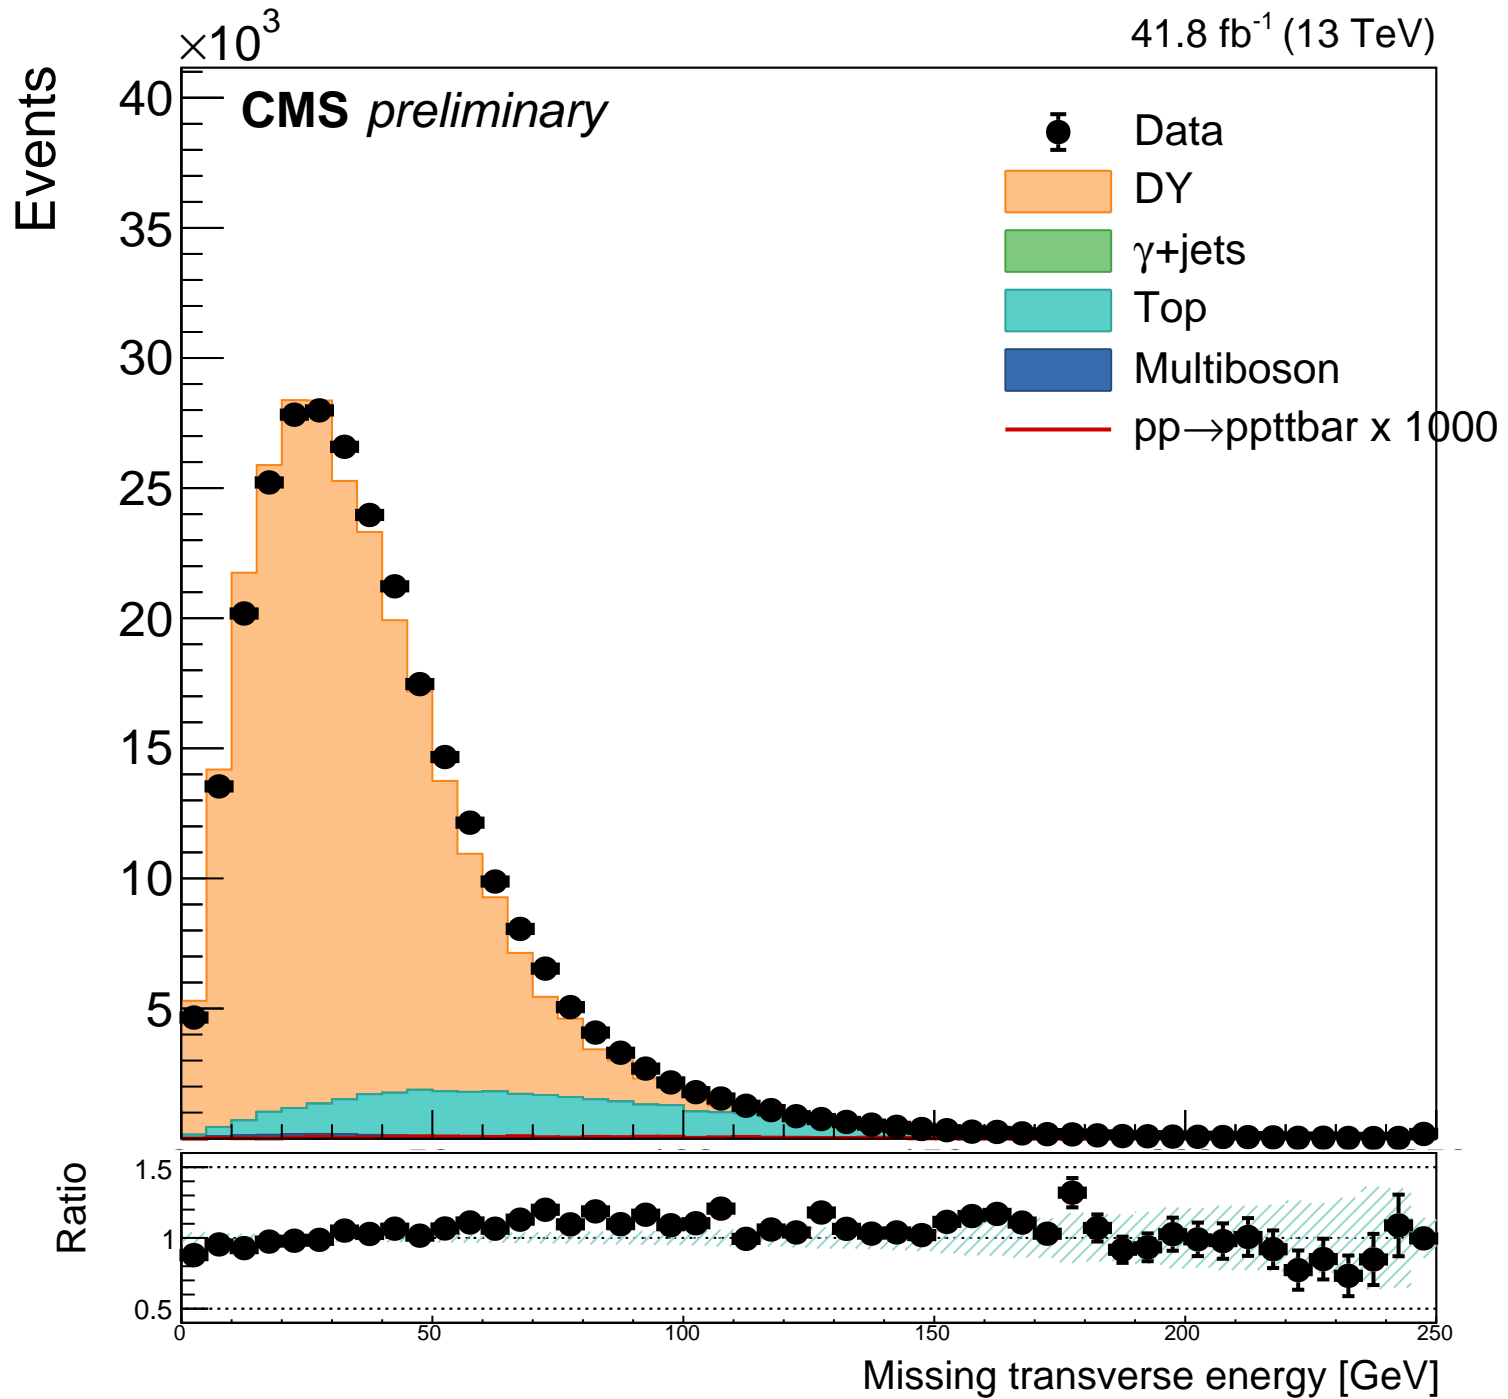 ×10³
41.8 fb⁻¹ (13 TeV)
CMS preliminary
Events
40
35
30
25
20
15
10
5
Data
DY
γ+jets
Top
Multiboson
pp→ppttbar x 1000
Ratio
1.5
1
0.5
0 50 100 150 200 250
Missing transverse energy [GeV]